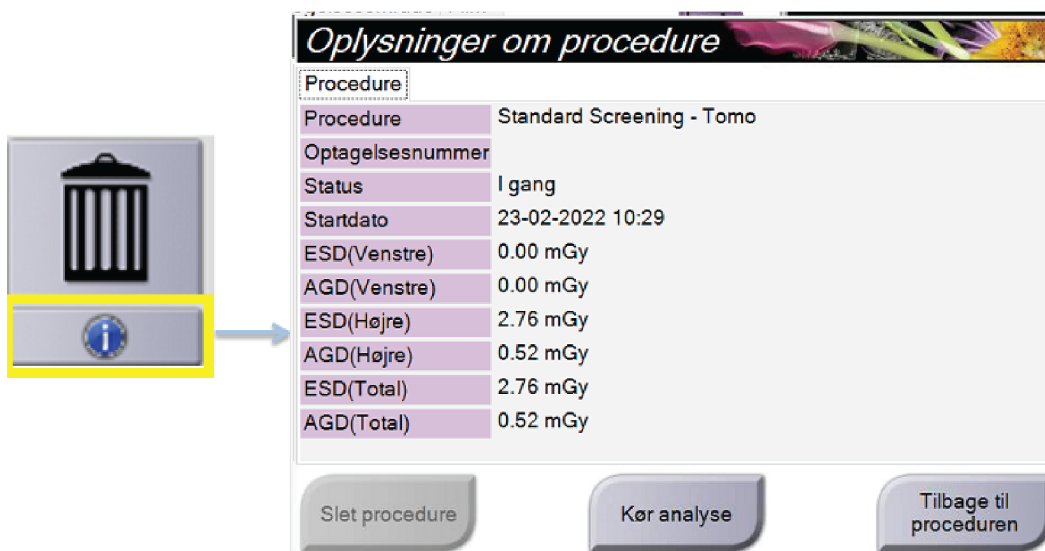 Oplysninger om procedure
Procedure
Procedure Standard Screening - Tomo
Optagelsesnummer
Status I gang
Startdato 23-02-2022 10:29
ESD(Venstre) 0.00 mGy
AGD(Venstre) 0.00 mGy
ESD(Højre) 2.76 mGy
AGD(Højre) 0.52 mGy
ESD(Total) 2.76 mGy
AGD(Total) 0.52 mGy
Slet procedure
Kør analyse
Tilbage til
proceduren